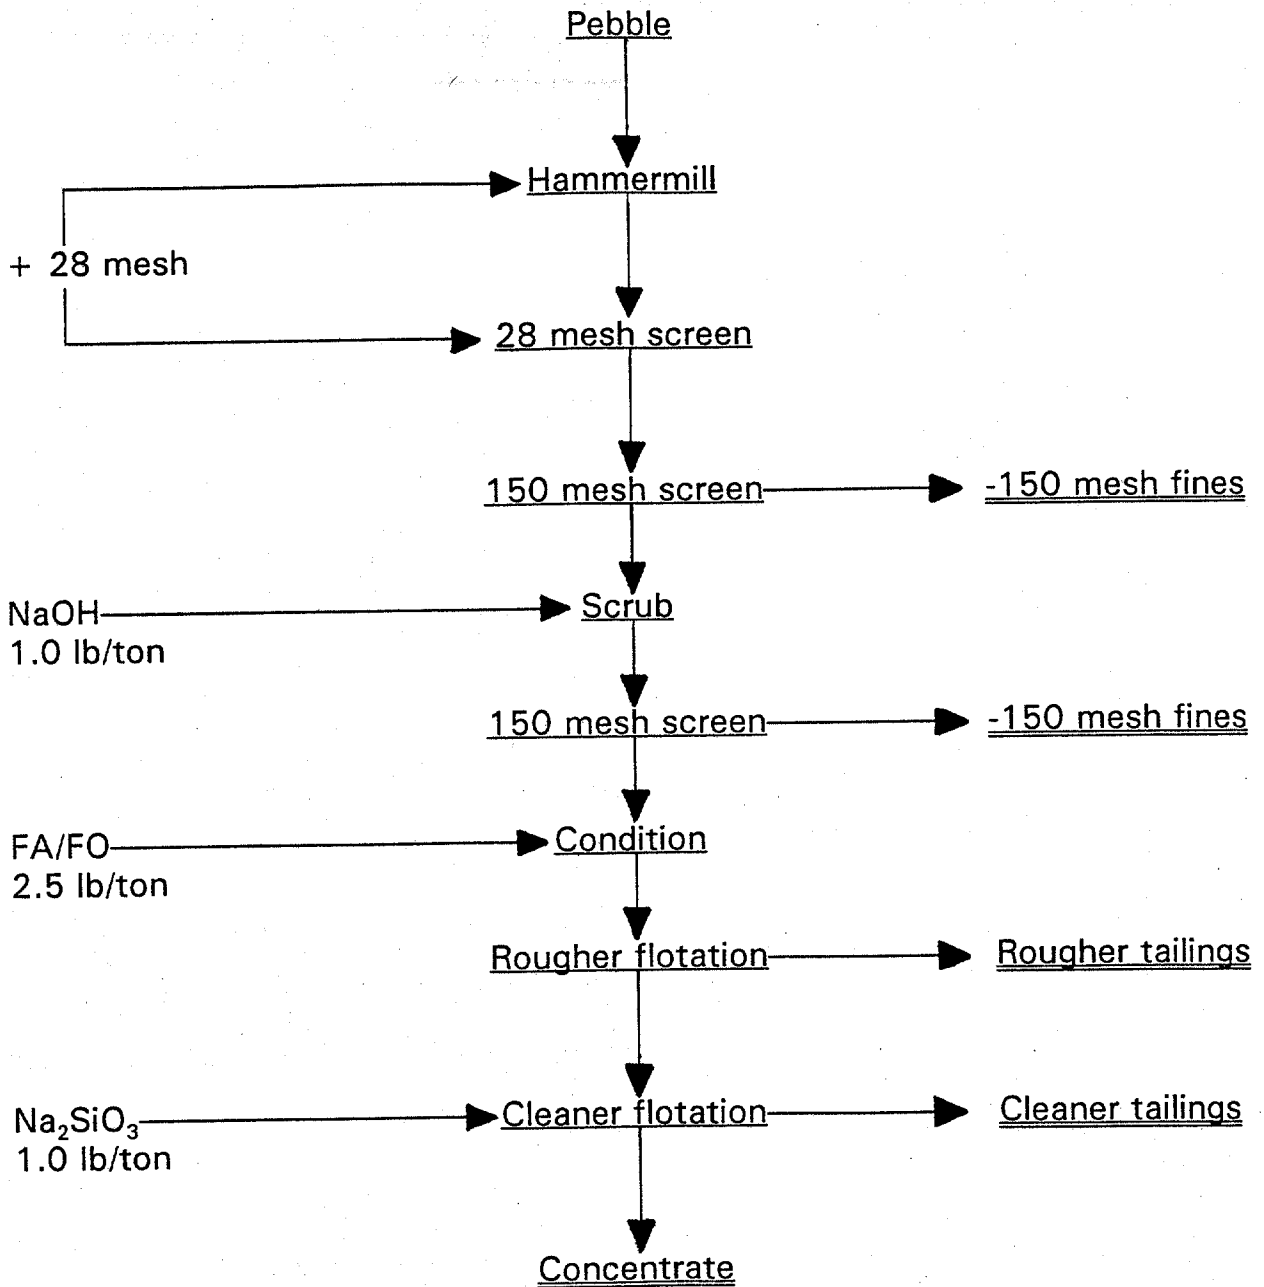 Pebble
Hammermill
+ 28 mesh
28 mesh screen
150 mesh screen
-150 mesh fines
NaOH
1.0 lb/ton
Scrub
150 mesh screen
-150 mesh fines
FA/FO
2.5 lb/ton
Condition
Rougher flotation
Rougher tailings
Na₂SiO₃
1.0 lb/ton
Cleaner flotation
Cleaner tailings
Concentrate